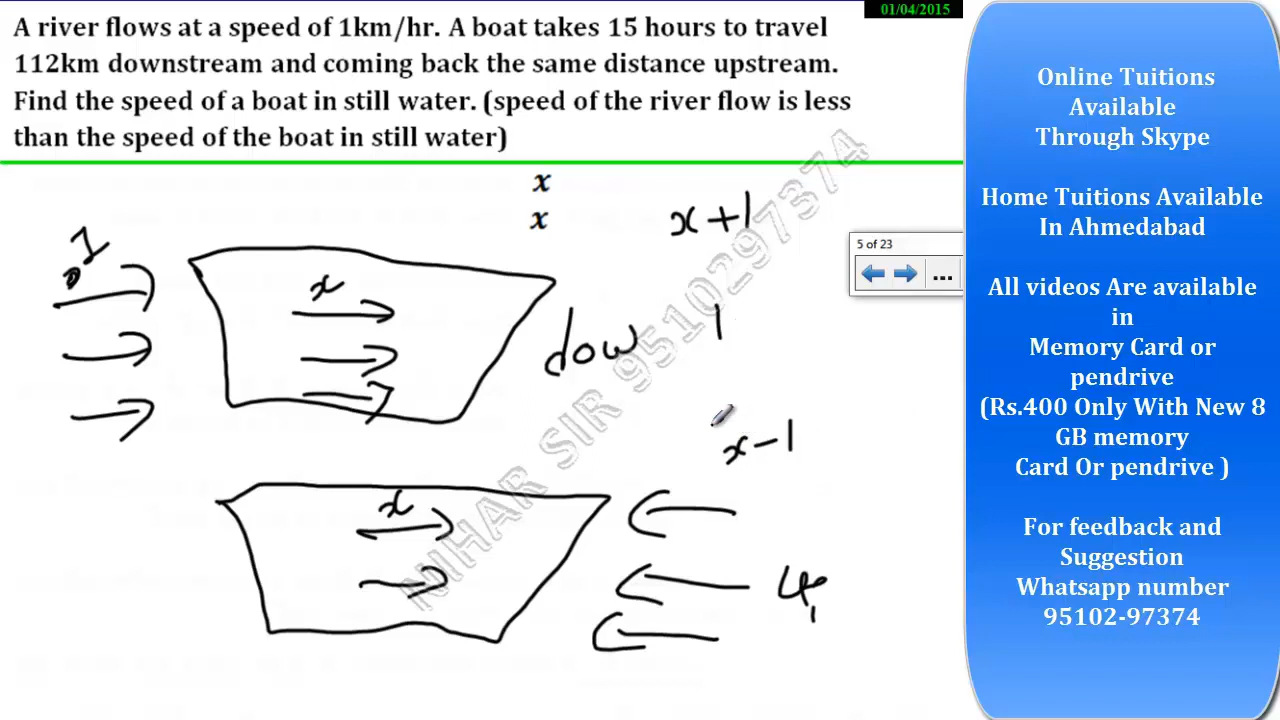 01/04/2015
A river flows at a speed of 1km/hr. A boat takes 15 hours to travel
112km downstream and coming back the same distance upstream.
Find the speed of a boat in still water. (speed of the river flow is less
than the speed of the boat in still water)
x
x
x+1
1
x
dow
1
x-1
x
NIHAR SIR 9510297374
5 of 23
...
Online Tuitions
Available
Through Skype
Home Tuitions Available
In Ahmedabad
All videos Are available
in
Memory Card or
pendrive
(Rs.400 Only With New 8
GB memory
Card Or pendrive )
For feedback and
Suggestion
Whatsapp number
95102-97374